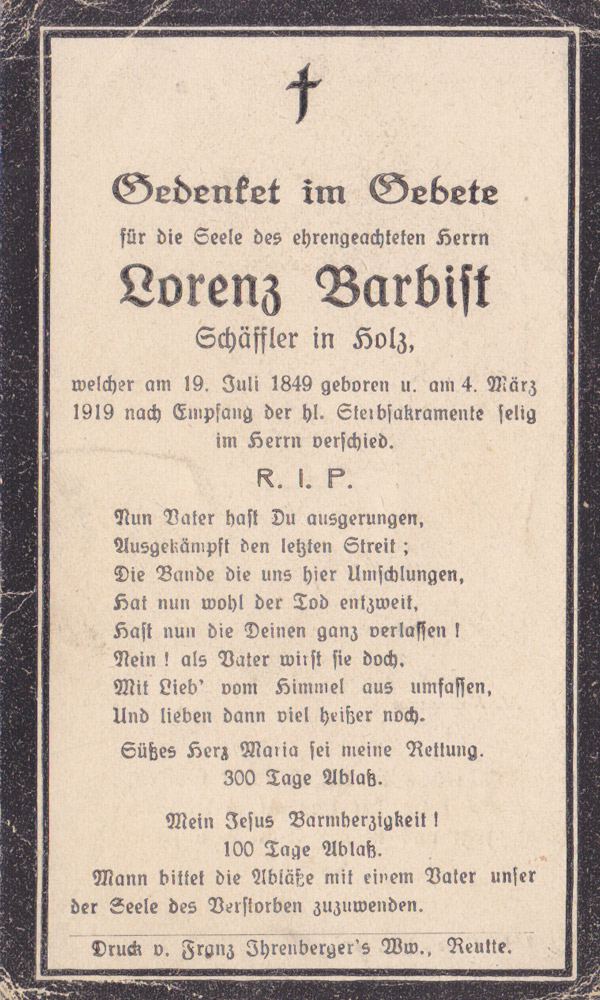 Gedenket im Gebete
für die Seele des ehrengeachteten Herrn
Lorenz Barbist
Schäffler in Holz,
welcher am 19. Juli 1849 geboren u. am 4. März
1919 nach Empfang der hl. Sterbsakramente selig
im Herrn verschied.
R. I. P.
Nun Vater hast Du ausgerungen,
Ausgekämpft den letzten Streit ;
Die Bande die uns hier Umschlungen,
Hat nun wohl der Tod entzweit,
Hast nun die Deinen ganz verlassen !
Nein ! als Vater wirst sie doch,
Mit Lieb' vom Himmel aus umfassen,
Und lieben dann viel heißer noch.
Süßes Herz Maria sei meine Rettung.
300 Tage Ablaß.
Mein Jesus Barmherzigkeit !
100 Tage Ablaß.
Mann bittet die Abläße mit einem Vater unser
der Seele des Verstorben zuzuwenden.
Druck v. Franz Ihrenberger's Ww., Reutte.